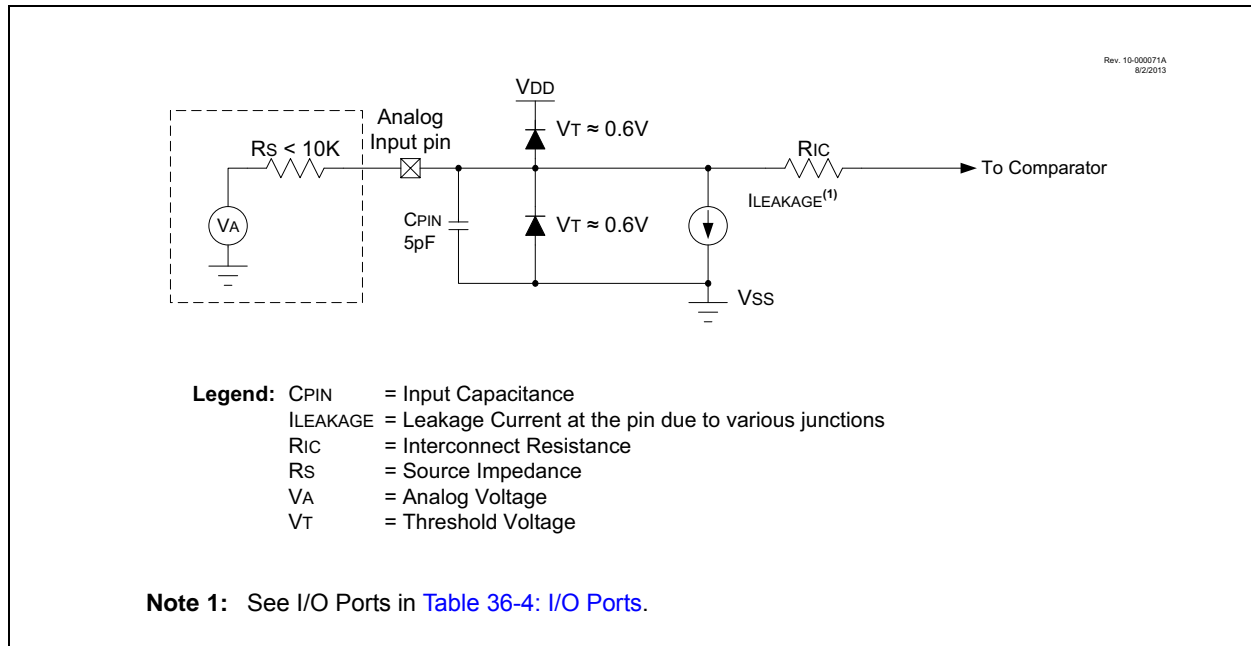 Rev. 10-000071A
8/2/2013
VDD
Analog
Input pin
VT ≈ 0.6V
RS < 10K
RIC
To Comparator
ILEAKAGE(1)
VA
CPIN
5pF
VT ≈ 0.6V
VSS
Legend: CPIN = Input Capacitance
ILEAKAGE = Leakage Current at the pin due to various junctions
RIC = Interconnect Resistance
RS = Source Impedance
VA = Analog Voltage
VT = Threshold Voltage
Note 1: See I/O Ports in Table 36-4: I/O Ports.